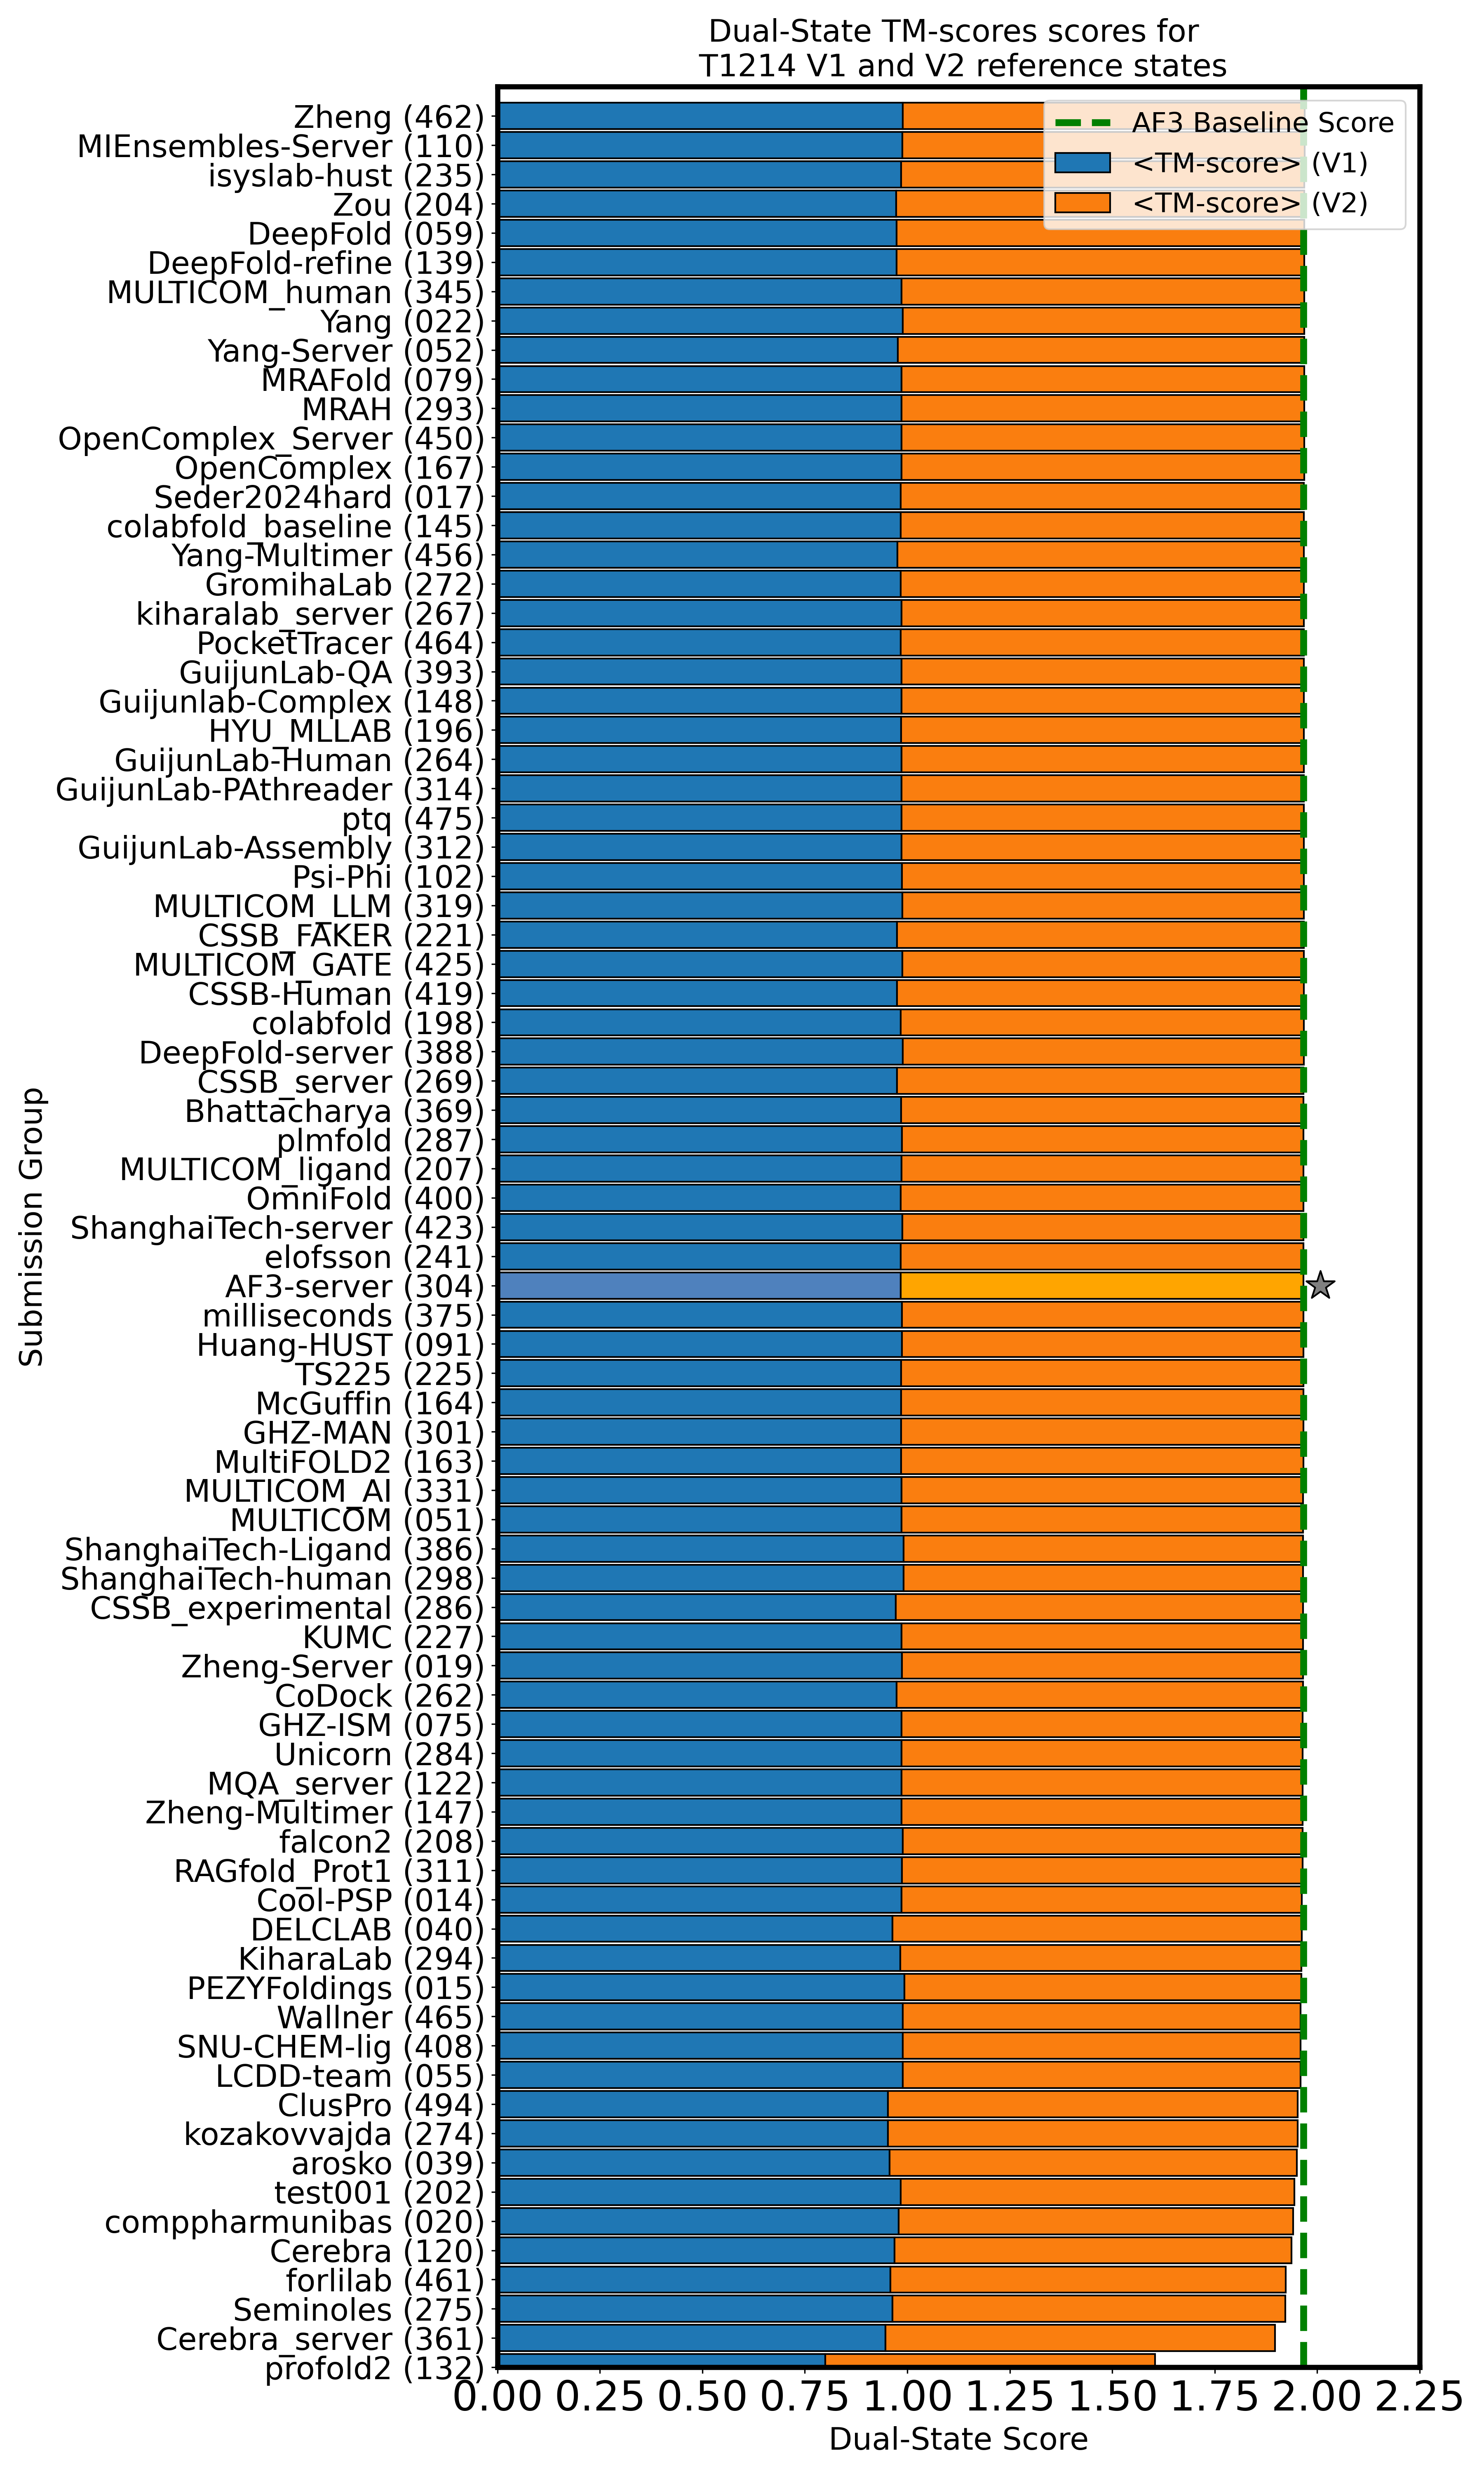 Dual-State TM-scores scores for
T1214 V1 and V2 reference states
AF3 Baseline Score
<TM-score> (V1)
<TM-score> (V2)
Submission Group
Zheng (462)
MIEnsembles-Server (110)
isyslab-hust (235)
Zou (204)
DeepFold (059)
DeepFold-refine (139)
MULTICOM_human (345)
Yang (022)
Yang-Server (052)
MRAFold (079)
MRAH (293)
OpenComplex_Server (450)
OpenComplex (167)
Seder2024hard (017)
colabfold_baseline (145)
Yang-Multimer (456)
GromihaLab (272)
kiharalab_server (267)
PocketTracer (464)
GuijunLab-QA (393)
Guijunlab-Complex (148)
HYU_MLLAB (196)
GuijunLab-Human (264)
GuijunLab-PAthreader (314)
ptq (475)
GuijunLab-Assembly (312)
Psi-Phi (102)
MULTICOM_LLM (319)
CSSB_FAKER (221)
MULTICOM_GATE (425)
CSSB-Human (419)
colabfold (198)
DeepFold-server (388)
CSSB_server (269)
Bhattacharya (369)
plmfold (287)
MULTICOM_ligand (207)
OmniFold (400)
ShanghaiTech-server (423)
elofsson (241)
AF3-server (304)
milliseconds (375)
Huang-HUST (091)
TS225 (225)
McGuffin (164)
GHZ-MAN (301)
MultiFOLD2 (163)
MULTICOM_AI (331)
MULTICOM (051)
ShanghaiTech-Ligand (386)
ShanghaiTech-human (298)
CSSB_experimental (286)
KUMC (227)
Zheng-Server (019)
CoDock (262)
GHZ-ISM (075)
Unicorn (284)
MQA_server (122)
Zheng-Multimer (147)
falcon2 (208)
RAGfold_Prot1 (311)
Cool-PSP (014)
DELCLAB (040)
KiharaLab (294)
PEZYFoldings (015)
Wallner (465)
SNU-CHEM-lig (408)
LCDD-team (055)
ClusPro (494)
kozakovvajda (274)
arosko (039)
test001 (202)
comppharmunibas (020)
Cerebra (120)
forlilab (461)
Seminoles (275)
Cerebra_server (361)
profold2 (132)
0.00 0.25 0.50 0.75 1.00 1.25 1.50 1.75 2.00 2.25
Dual-State Score